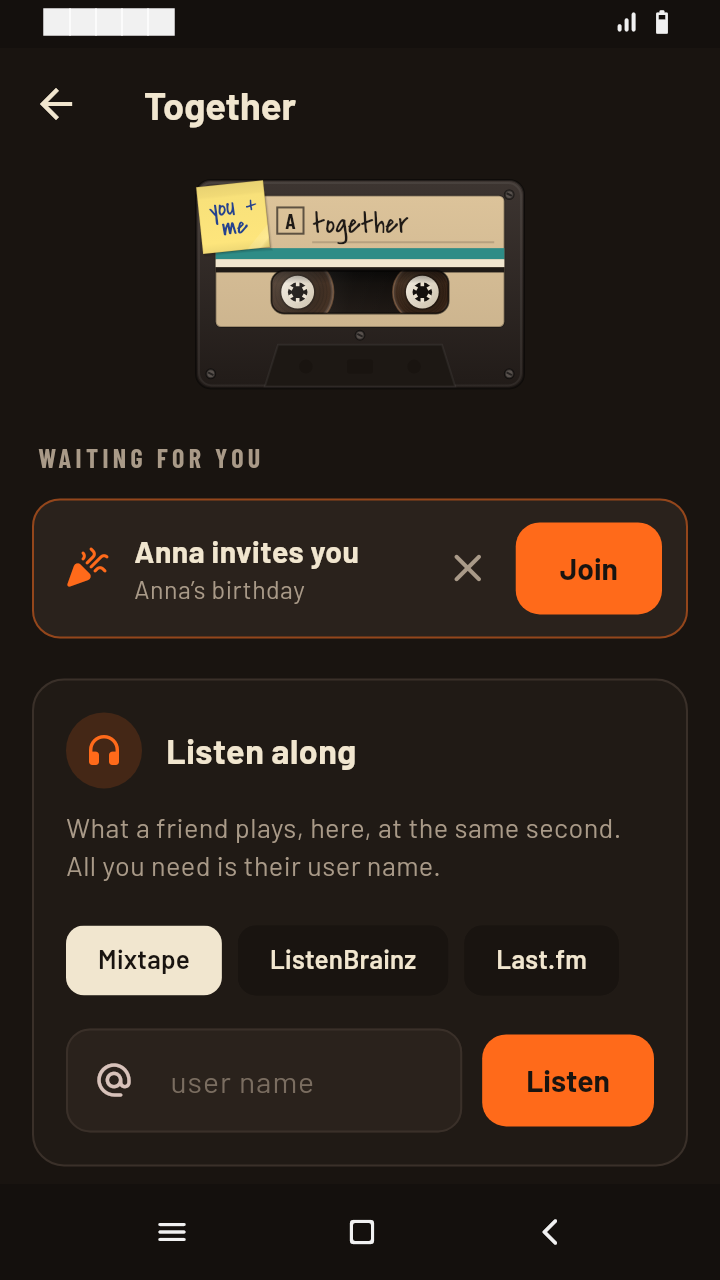 Together
you +
me
A together
WAITING FOR YOU
Anna invites you
Anna's birthday
Join
Listen along
What a friend plays, here, at the same second.
All you need is their user name.
Mixtape ListenBrainz Last.fm
user name
Listen